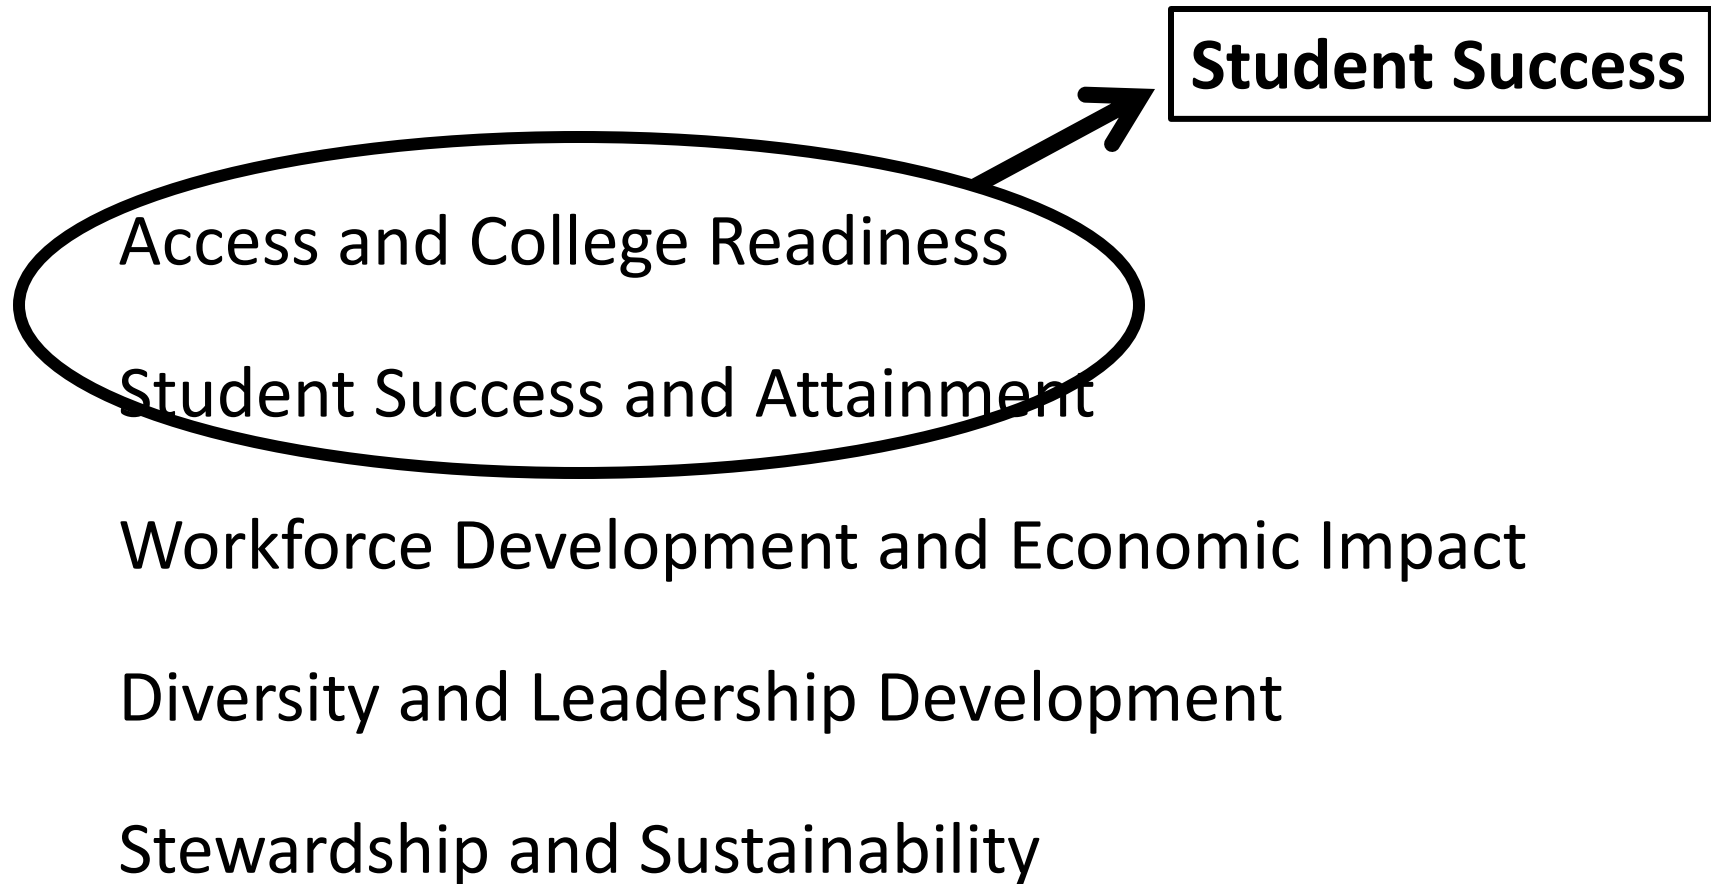 Student Success
Access and College Readiness
Student Success and Attainment
Workforce Development and Economic Impact
Diversity and Leadership Development
Stewardship and Sustainability